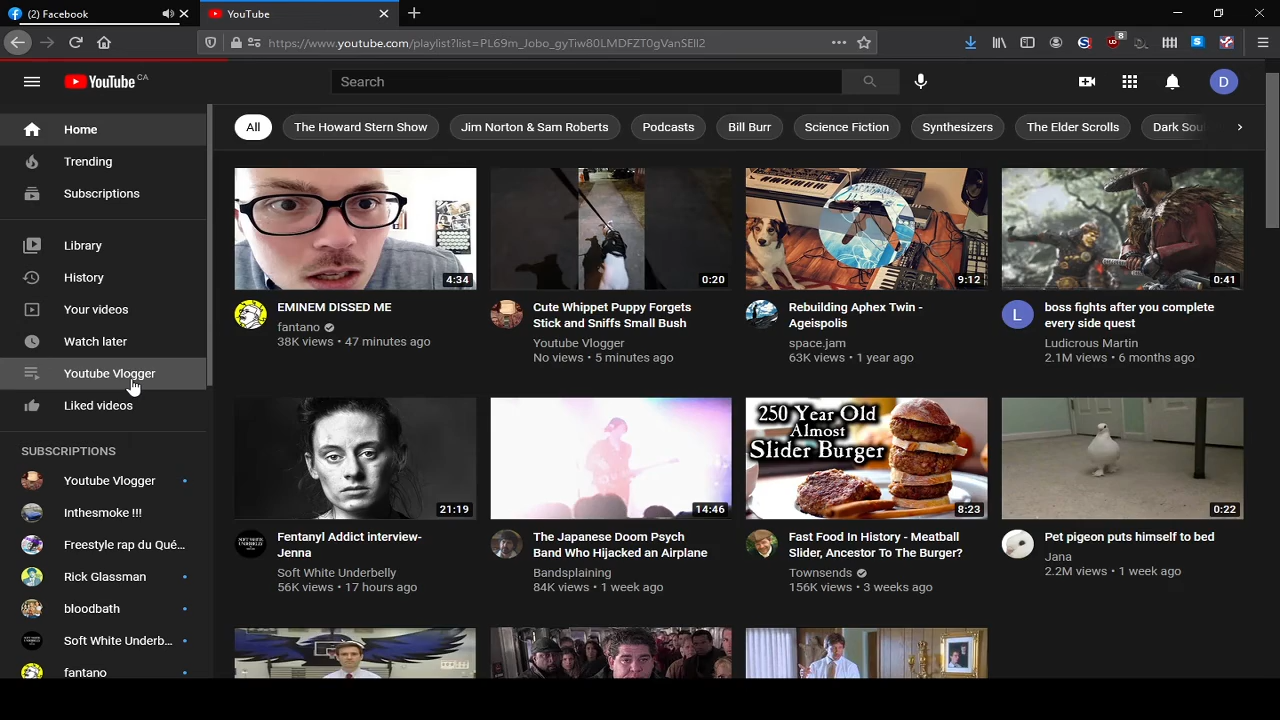 (2) Facebook
YouTube
https://www.youtube.com/playlist?list=PL69m_Jobo_gyTiw80LMDFZT0gVanSEIl2
8
YouTube CA
Search
D
Home
Trending
Subscriptions
Library
History
Your videos
Watch later
Youtube Vlogger
Liked videos
SUBSCRIPTIONS
Youtube Vlogger
Inthesmoke !!!
Freestyle rap du Qué...
Rick Glassman
bloodbath
Soft White Underb...
fantano
All
The Howard Stern Show
Jim Norton & Sam Roberts
Podcasts
Bill Burr
Science Fiction
Synthesizers
The Elder Scrolls
Dark Sou
4:34
EMINEM DISSED ME
fantano
38K views • 47 minutes ago
0:20
Cute Whippet Puppy Forgets
Stick and Sniffs Small Bush
Youtube Vlogger
No views • 5 minutes ago
9:12
Rebuilding Aphex Twin -
Ageispolis
space.jam
63K views • 1 year ago
0:41
L
boss fights after you complete
every side quest
Ludicrous Martin
2.1M views • 6 months ago
21:19
Fentanyl Addict interview-
Jenna
Soft White Underbelly
56K views • 17 hours ago
14:46
The Japanese Doom Psych
Band Who Hijacked an Airplane
Bandsplaining
84K views • 1 week ago
250 Year Old
Almost
Slider Burger
8:23
Fast Food In History - Meatball
Slider, Ancestor To The Burger?
Townsends
156K views • 3 weeks ago
0:22
Pet pigeon puts himself to bed
Jana
2.2M views • 1 week ago